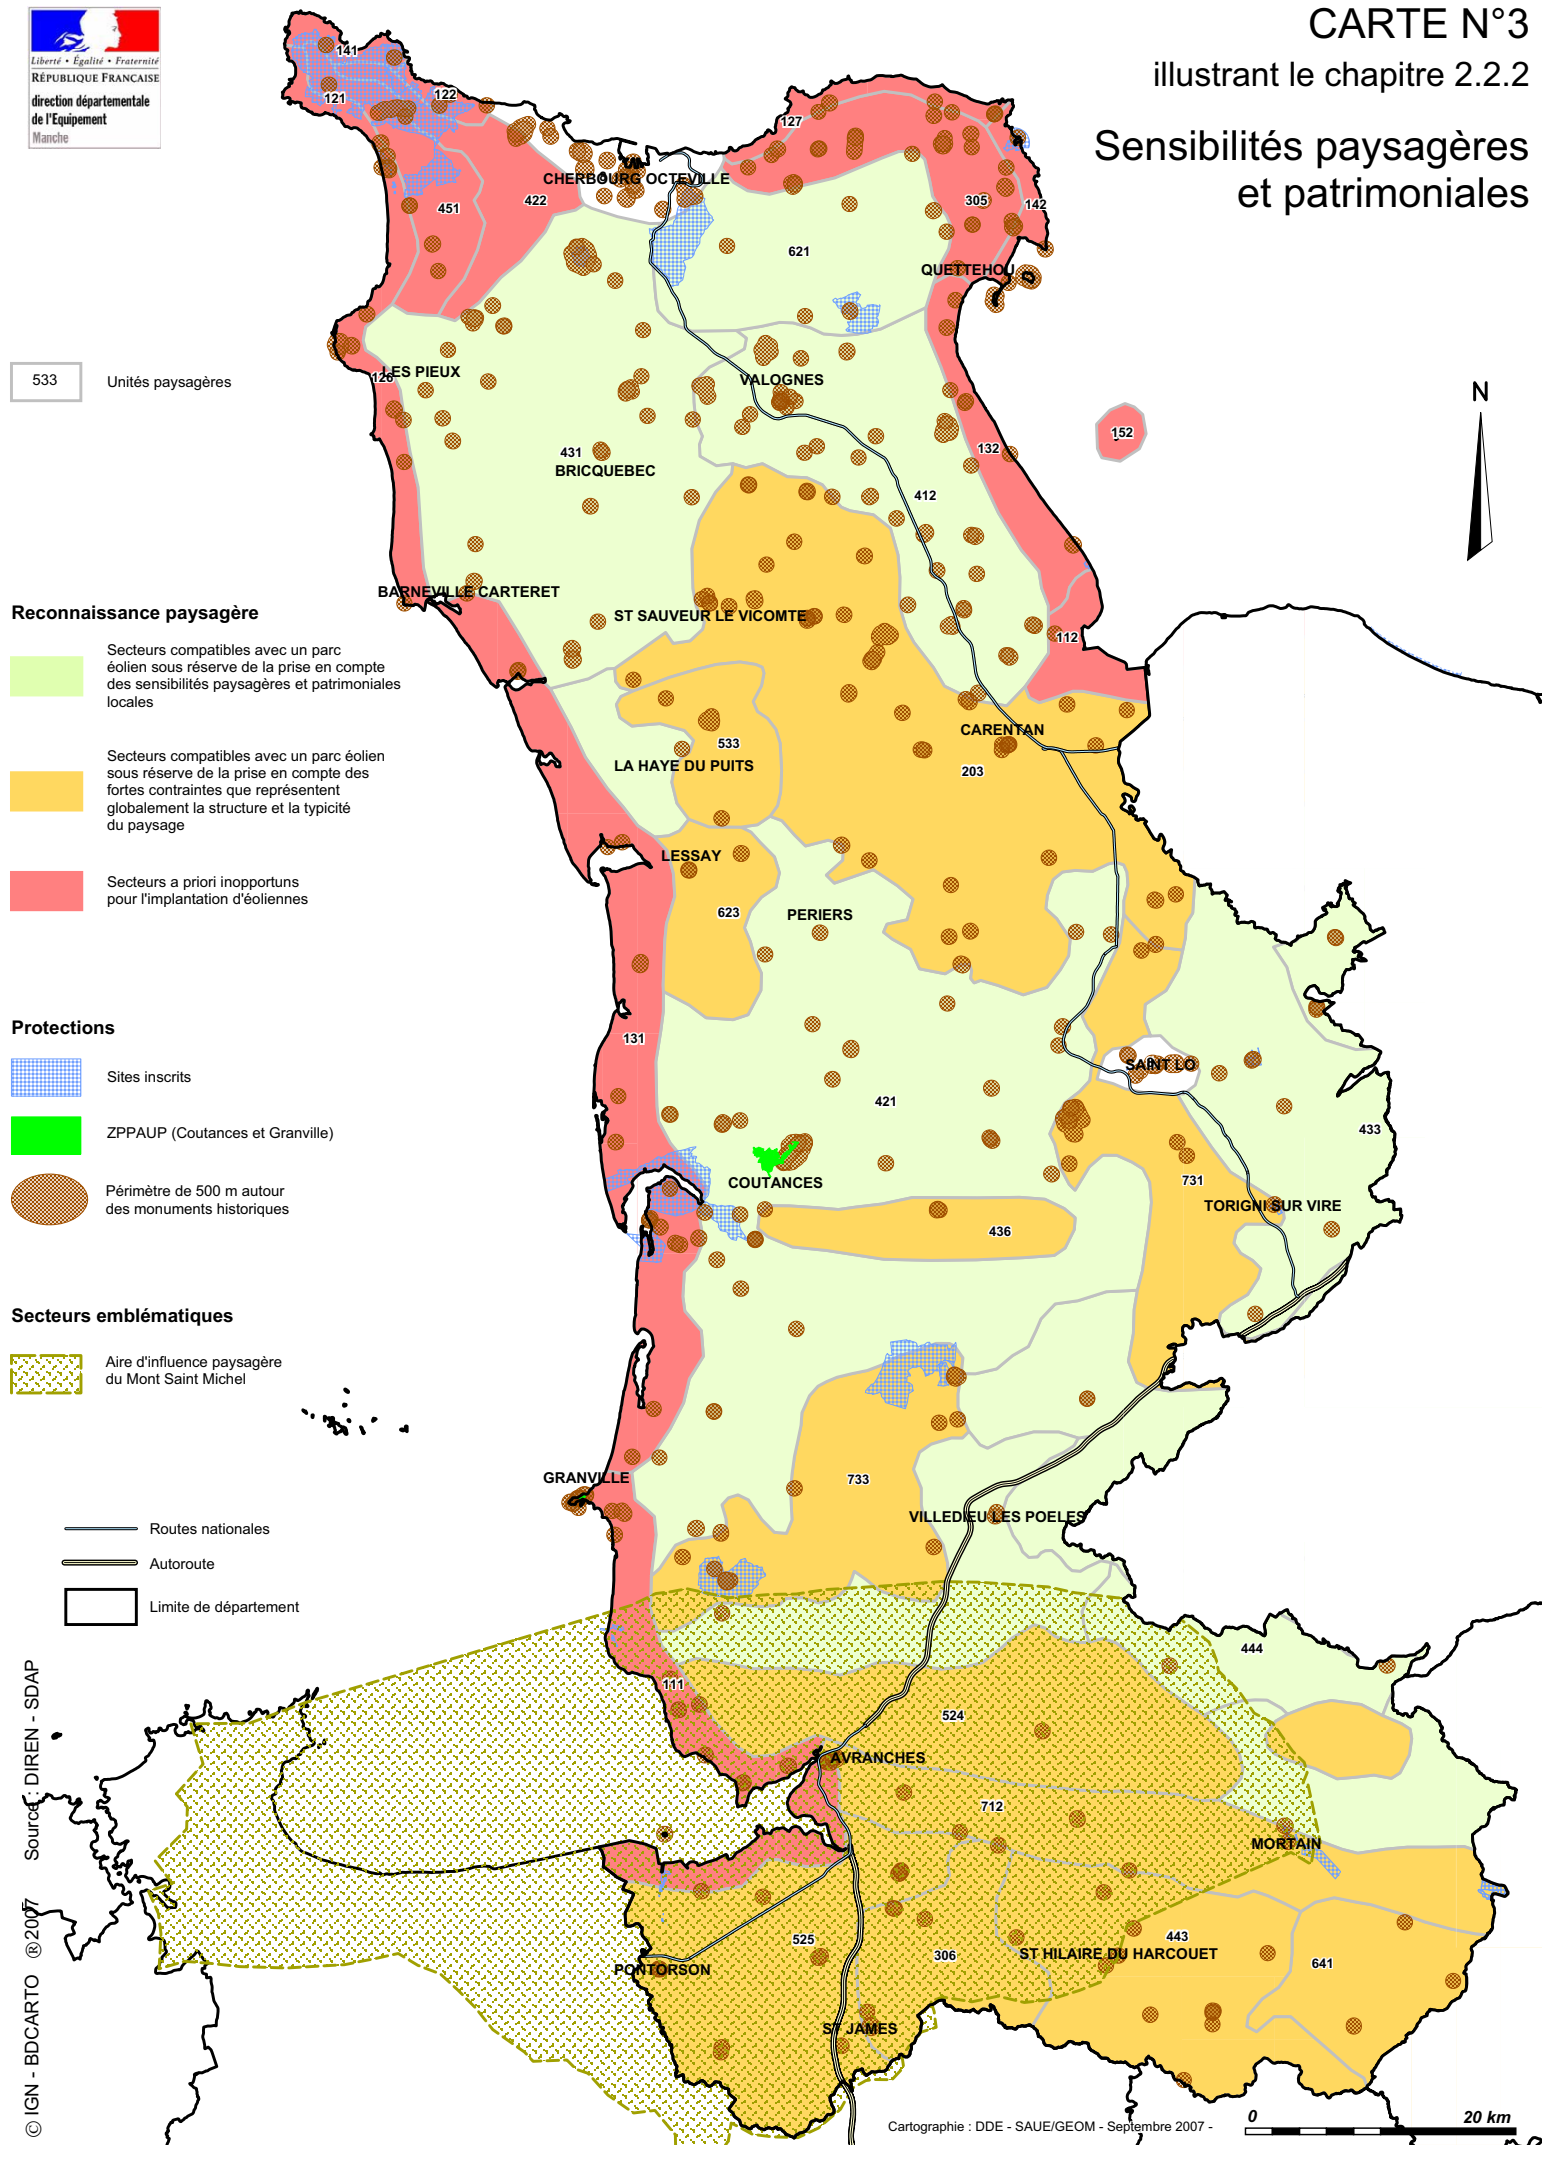 CARTE N°3
illustrant le chapitre 2.2.2
Sensibilités paysagères
et patrimoniales
Liberté • Égalité • Fraternité
RÉPUBLIQUE FRANÇAISE
direction départementale
de l'Equipement
Manche
533
Unités paysagères
Reconnaissance paysagère
Secteurs compatibles avec un parc
éolien sous réserve de la prise en compte
des sensibilités paysagères et patrimoniales
locales
Secteurs compatibles avec un parc éolien
sous réserve de la prise en compte des
fortes contraintes que représentent
globalement la structure et la typicité
du paysage
Secteurs a priori inopportuns
pour l'implantation d'éoliennes
Protections
Sites inscrits
ZPPAUP (Coutances et Granville)
Périmètre de 500 m autour
des monuments historiques
Secteurs emblématiques
Aire d'influence paysagère
du Mont Saint Michel
Routes nationales
Autoroute
Limite de département
© IGN - BDCARTO ®2007 Source : DIREN - SDAP
N
141
121
122
127
CHERBOURG OCTEVILLE
451
422
305
142
621
QUETTEHOU
126
LES PIEUX
VALOGNES
152
132
431
BRICQUEBEC
412
BARNEVILLE CARTERET
ST SAUVEUR LE VICOMTE
112
CARENTAN
533
LA HAYE DU PUITS
203
LESSAY
623
PERIERS
131
SAINT LO
421
433
COUTANCES
731
TORIGNI SUR VIRE
436
GRANVILLE
733
VILLEDIEU LES POELES
444
111
524
AVRANCHES
712
MORTAIN
525
306
443
ST HILAIRE DU HARCOUET
641
PONTORSON
ST JAMES
Cartographie : DDE - SAUE/GEOM - Septembre 2007 -
0
20 km